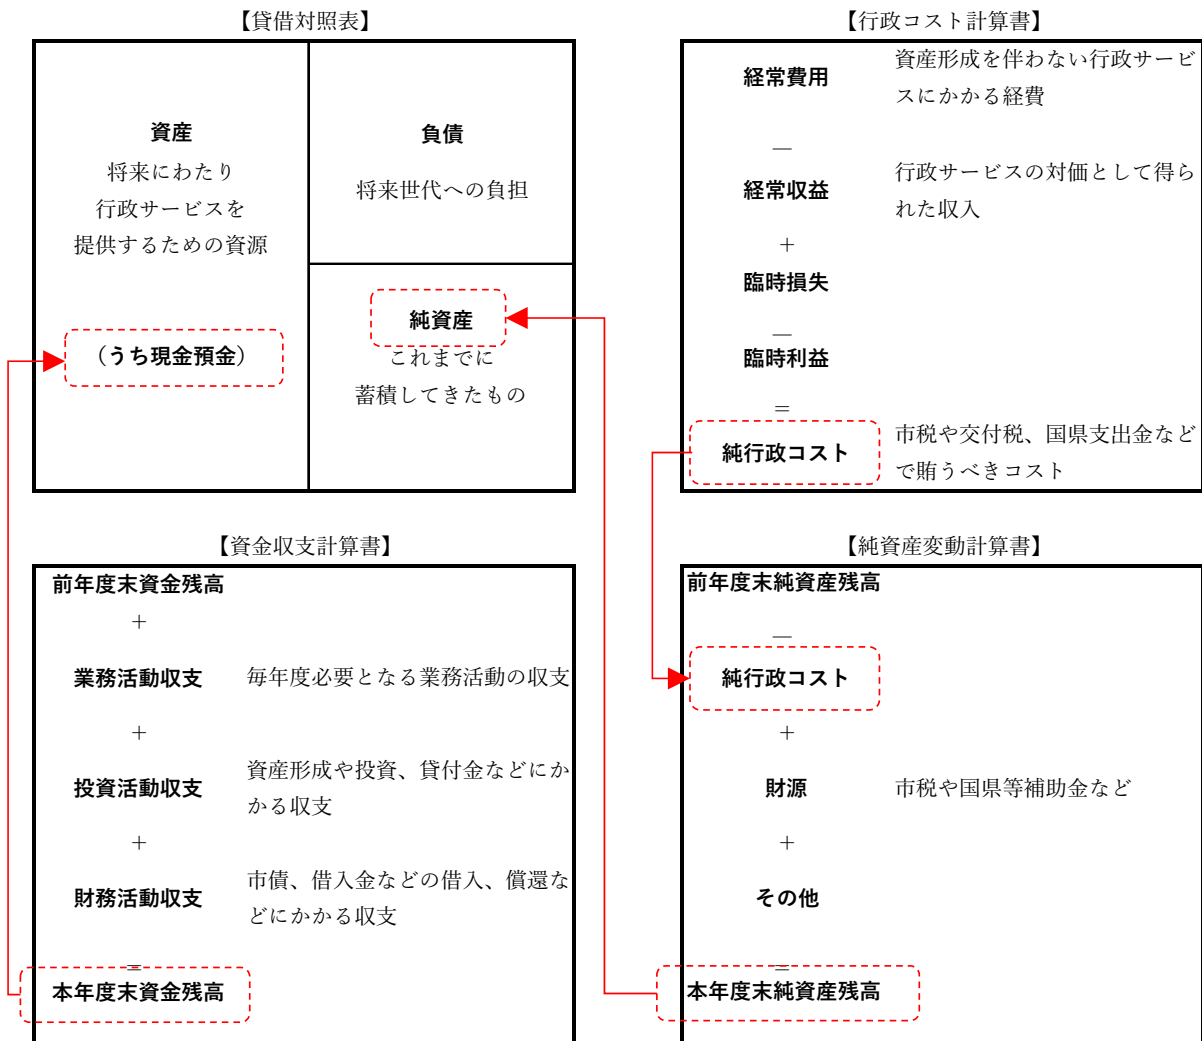 【貸借対照表】
資産
将来にわたり
行政サービスを
提供するための資源
（うち現金預金）
負債
将来世代への負担
純資産
これまでに
蓄積してきたもの
【行政コスト計算書】
経常費用
資産形成を伴わない行政サービ
スにかかる経費
―
経常収益
行政サービスの対価として得ら
れた収入
＋
臨時損失
―
臨時利益
＝
純行政コスト
市税や交付税、国県支出金など
で賄うべきコスト
【資金収支計算書】
前年度末資金残高
＋
業務活動収支
毎年度必要となる業務活動の収支
＋
投資活動収支
資産形成や投資、貸付金などにか
かる収支
＋
財務活動収支
市債、借入金などの借入、償還な
どにかかる収支
＝
本年度末資金残高
【純資産変動計算書】
前年度末純資産残高
―
純行政コスト
＋
財源
市税や国県等補助金など
＋
その他
＝
本年度末純資産残高